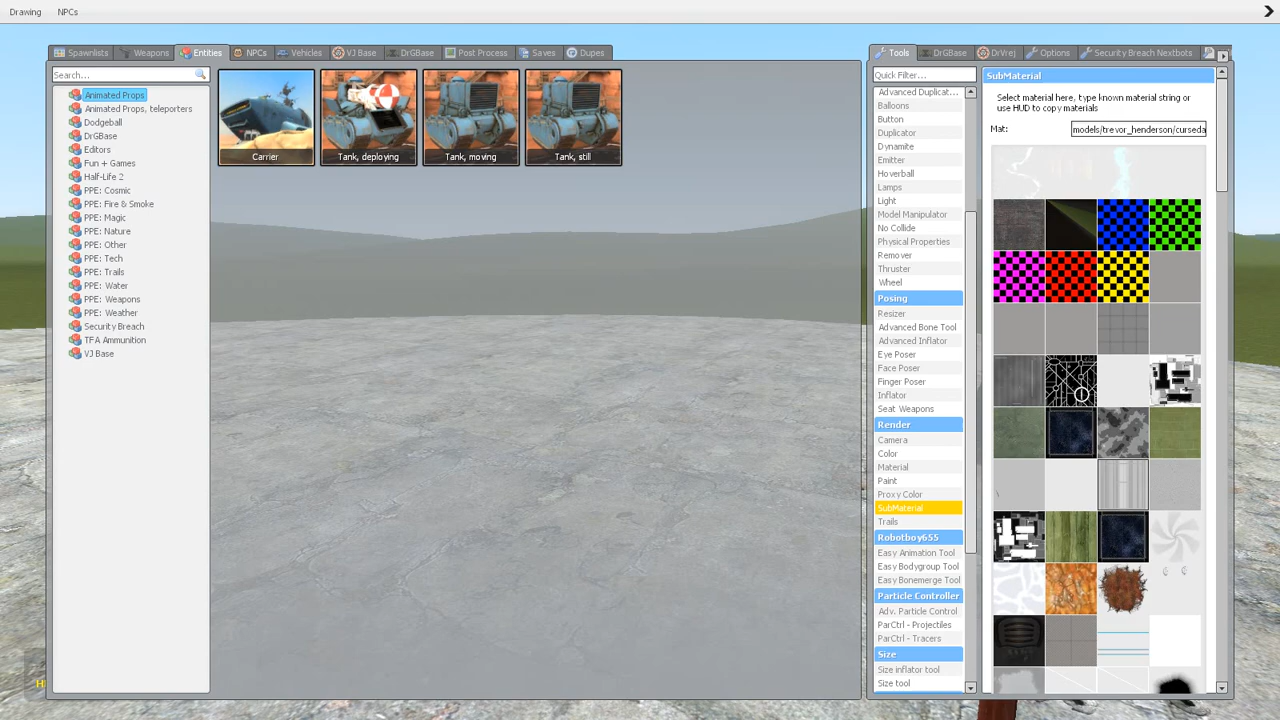 Drawing
NPCs
Spawnlists
Weapons
Entities
NPCs
Vehicles
VJ Base
DrGBase
Post Process
Saves
Dupes
Search...
Animated Props
Animated Props, teleporters
Dodgeball
DrGBase
Editors
Fun + Games
Half-Life 2
PPE: Cosmic
PPE: Fire & Smoke
PPE: Magic
PPE: Nature
PPE: Other
PPE: Tech
PPE: Trails
PPE: Water
PPE: Weapons
PPE: Weather
Security Breach
TFA Ammunition
VJ Base
Carrier
Tank, deploying
Tank, moving
Tank, still
Tools
DrGBase
DrVrej
Options
Security Breach Nextbots
Quick Filter...
Advanced Duplicat...
Balloons
Button
Duplicator
Dynamite
Emitter
Hoverball
Lamps
Light
Model Manipulator
No Collide
Physical Properties
Remover
Thruster
Wheel
Posing
Resizer
Advanced Bone Tool
Advanced Inflator
Eye Poser
Face Poser
Finger Poser
Inflator
Seat Weapons
Render
Camera
Color
Material
Paint
Proxy Color
SubMaterial
Trails
Robotboy655
Easy Animation Tool
Easy Bodygroup Tool
Easy Bonemerge Tool
Particle Controller
Adv. Particle Control
ParCtrl - Projectiles
ParCtrl - Tracers
Size
Size inflator tool
Size tool
SubMaterial
Select material here, type known material string or
use HUD to copy materials
Mat:
models/trevor_henderson/curseda